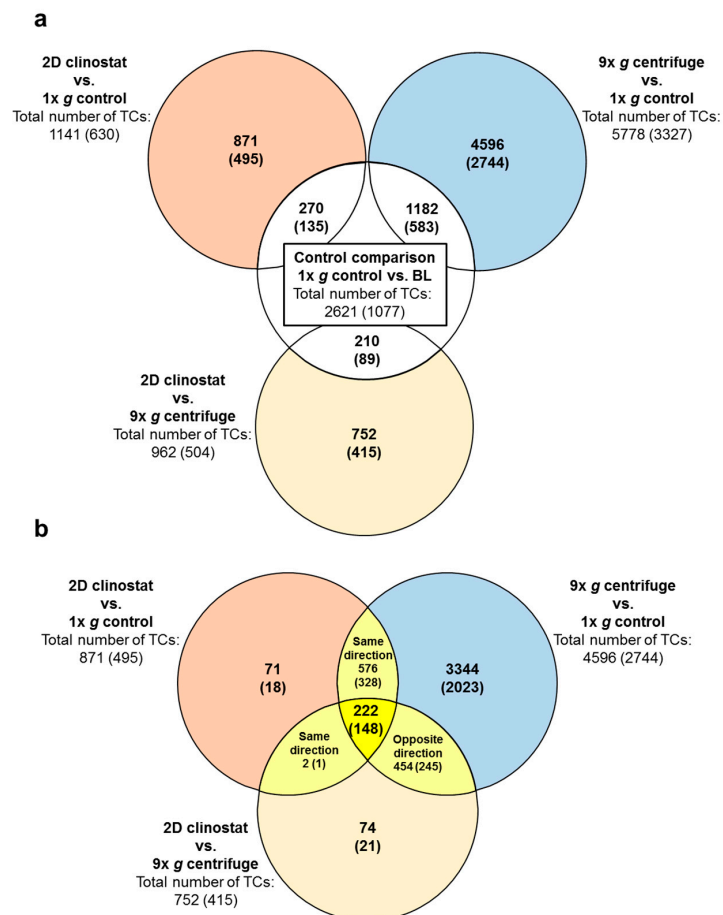 a
2D clinostat
vs.
1x g control
Total number of TCs:
1141 (630)
9x g centrifuge
vs.
1x g control
Total number of TCs:
5778 (3327)
871
(495)
4596
(2744)
270
(135)
1182
(583)
Control comparison
1x g control vs. BL
Total number of TCs:
2621 (1077)
210
(89)
2D clinostat
vs.
9x g centrifuge
Total number of TCs:
962 (504)
752
(415)
b
2D clinostat
vs.
1x g control
Total number of TCs:
871 (495)
9x g centrifuge
vs.
1x g control
Total number of TCs:
4596 (2744)
Same
direction
576
(328)
71
(18)
3344
(2023)
222
(148)
Same
direction
2 (1)
Opposite
direction
454 (245)
74
(21)
2D clinostat
vs.
9x g centrifuge
Total number of TCs:
752 (415)